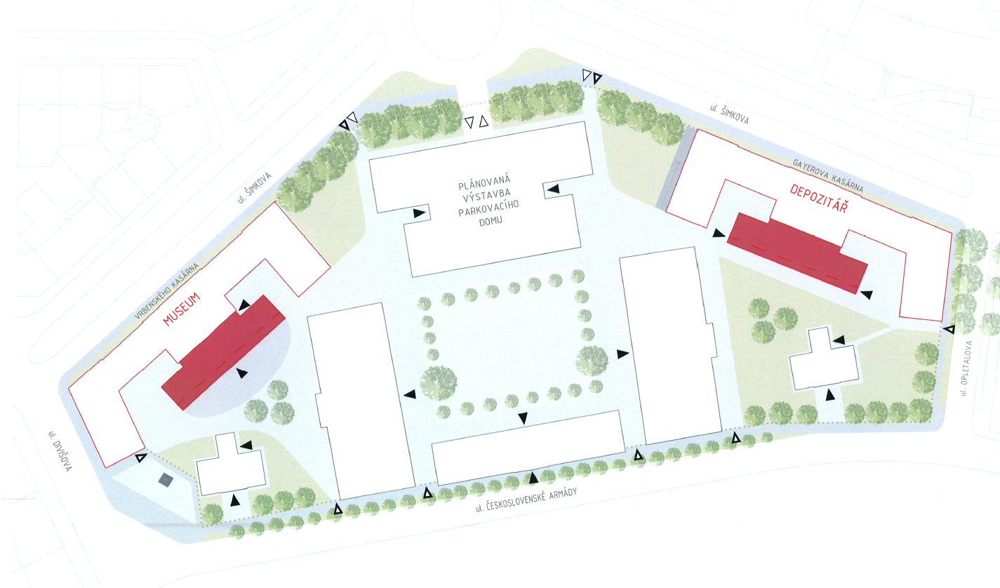 ul. ŠIMKOVA
GAYEROVA KASÁRNA
DEPOZITÁŘ
PLÁNOVANÁ
VÝSTAVBA
PARKOVACÍHO
DOMU
ul. ŠIMKOVA
VRBENSKÉHO KASÁRNA
MUSEUM
ul. OPLETALOVA
ul. DIVIŠOVA
ul. ČESKOSLOVENSKÉ ARMÁDY